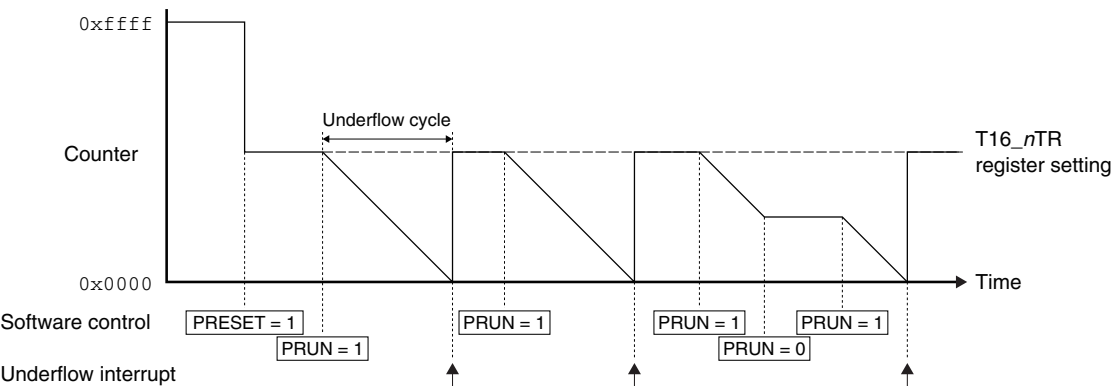 0xffff
Underflow cycle
Counter
T16_nTR
register setting
0x0000
Time
Software control
PRESET = 1
PRUN = 1
PRUN = 1
PRUN = 1
PRUN = 0
PRUN = 1
Underflow interrupt